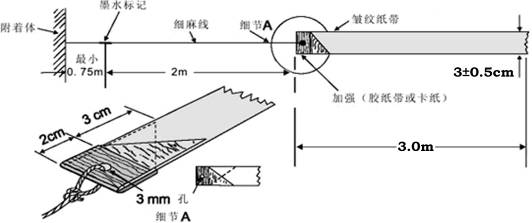 附着体
墨水标记
细麻线
细节A
皱纹纸带
最小
0.75m
2m
3±0.5cm
加强（胶纸带或卡纸）
3.0m
2cm
3 cm
3 mm 孔
细节A